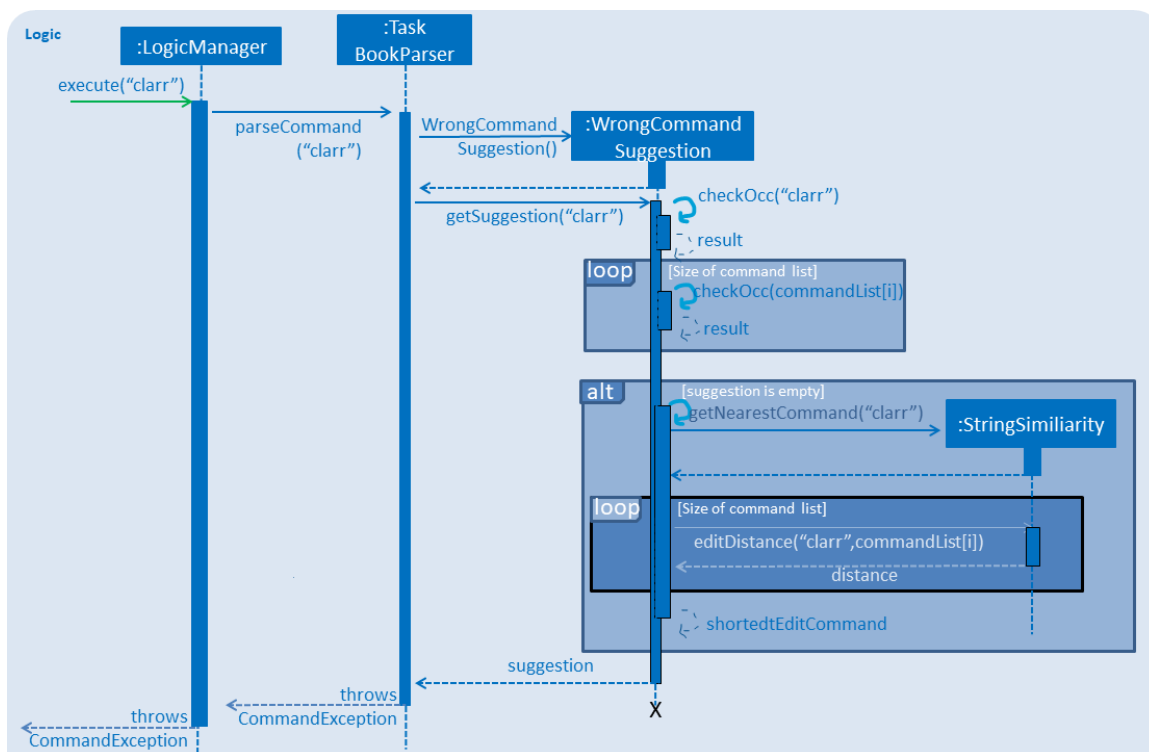 Logic
:LogicManager
:Task
BookParser
execute(“clarr”)
parseCommand
(“clarr”)
WrongCommand
Suggestion()
:WrongCommand
Suggestion
getSuggestion(“clarr”)
checkOcc(“clarr”)
result
loop
[Size of command list]
checkOcc(commandList[i])
result
alt
[suggestion is empty]
getNearestCommand(“clarr”)
:StringSimiliarity
loop
[Size of command list]
editDistance(“clarr”,commandList[i])
distance
shortedtEditCommand
suggestion
X
throws
CommandException
throws
CommandException